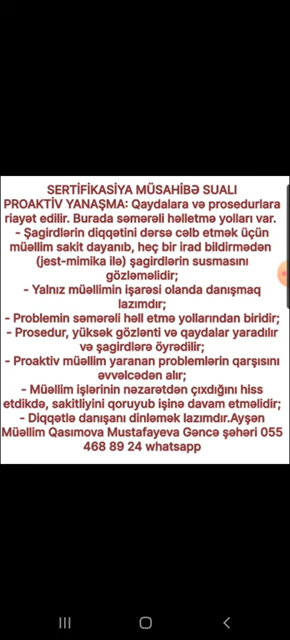 SERTİFİKASİYA MÜSAHİBƏ SUALI
PROAKTİV YANAŞMA: Qaydalara və prosedurlara
riayət edilir. Burada səmərəli həlletmə yolları var.
- Şagirdlərin diqqətini dərsə cəlb etmək üçün
müəllim sakit dayanıb, heç bir irad bildirmədən
(jest-mimika ilə) şagirdlərin susmasını
gözləməlidir;
- Yalnız müəllimin işarəsi olanda danışmaq
lazımdır;
- Problemin səmərəli həll etmə yollarından biridir;
- Prosedur, yüksək gözlənti və qaydalar yaradılır
və şagirdlərə öyrədilir;
- Proaktiv müəllim yaranan problemlərin qarşısını
əvvəlcədən alır;
- Müəllim işlərinin nəzarətdən çıxdığını hiss
etdikdə, sakitliyini qoruyub işinə davam etməlidir;
- Diqqətlə danışanı dinləmək lazımdır.Ayşən
Müəllim Qasımova Mustafayeva Gəncə şəhəri 055
468 89 24 whatsapp